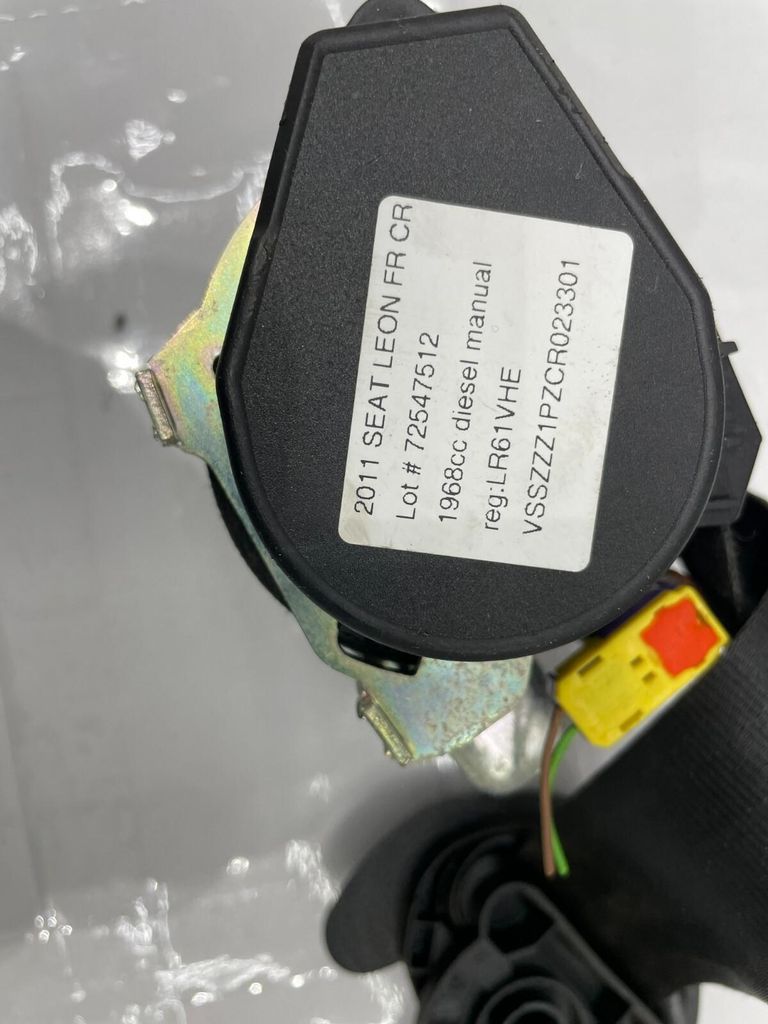 2011 SEAT LEON FR CR
Lot # 72547512
1968cc diesel manual
reg:LR61VHE
VSSZZZ1PZCR023301